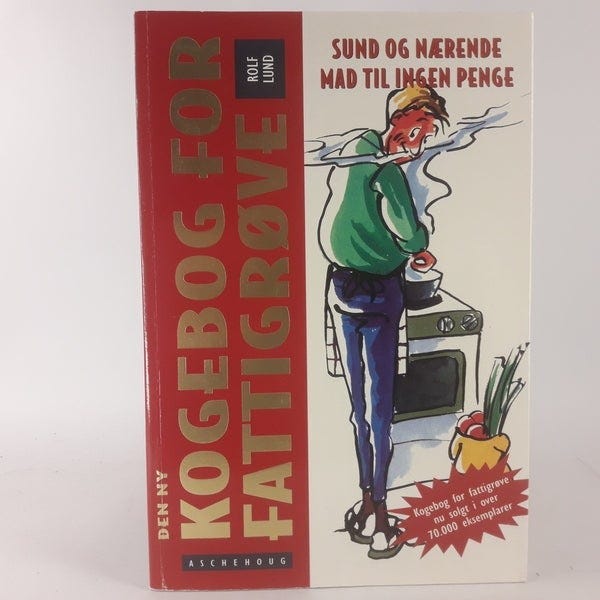 DEN NY
KOGEBOG FOR
FATTIGRØVE
ROLF
LUND
SUND OG NÆRENDE
MAD TIL INGEN PENGE
Kogebog for fattigrøve
nu solgt i over
70.000 eksemplarer
ASCHEHOUG